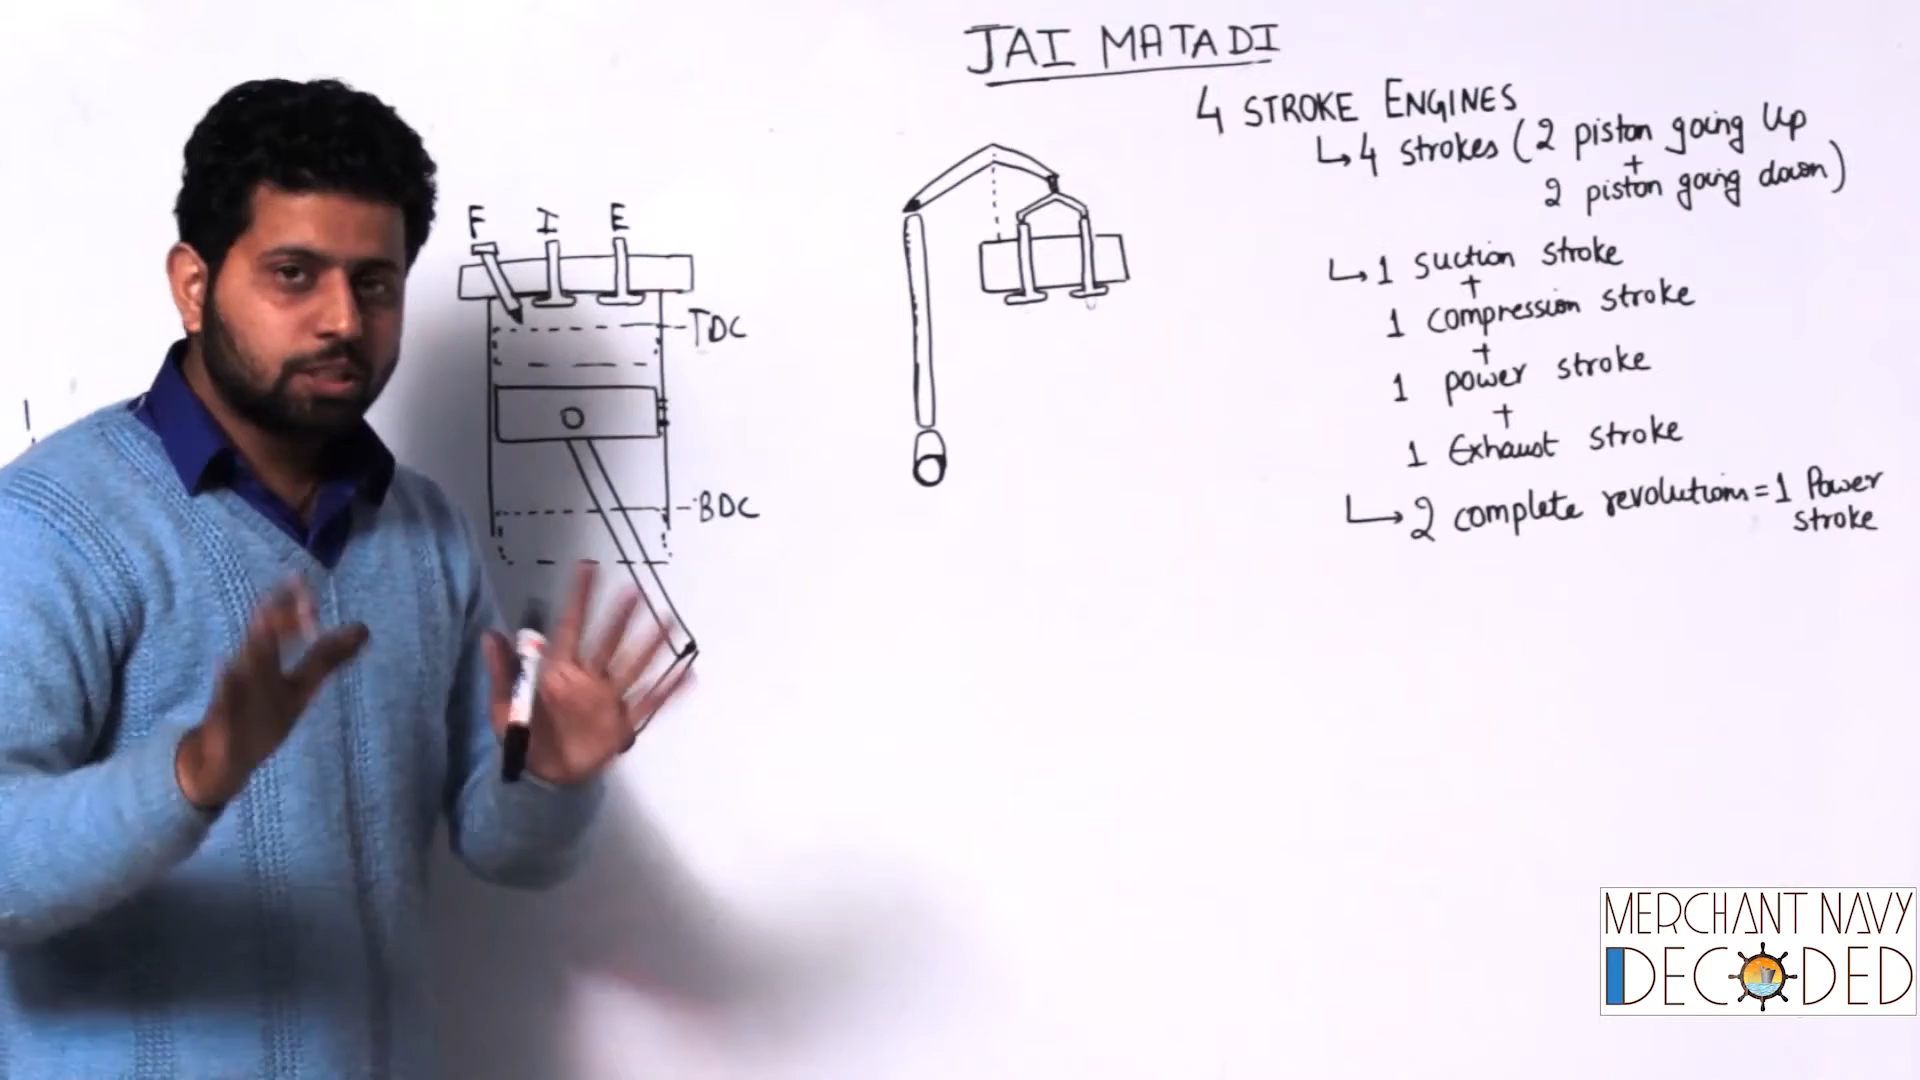 JAI MATA DI
4 STROKE ENGINES
4 strokes (2 piston going up
+
2 piston going down)
1 suction stroke
+
1 compression stroke
+
1 power stroke
+
1 Exhaust stroke
2 complete revolutions = 1 Power
stroke
F I E
TDC
BDC
MERCHANT NAVY
DECODED